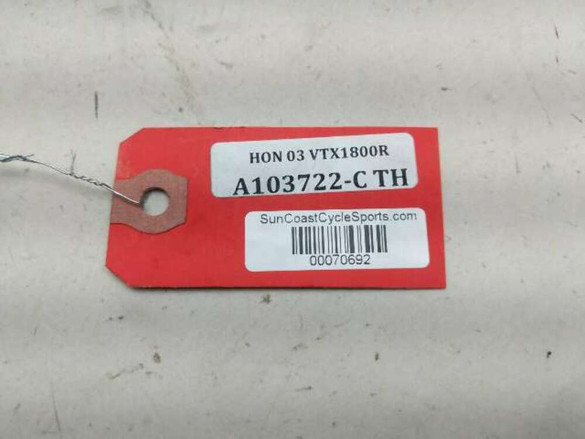 HON 03 VTX1800R
A103722-C TH
SunCoastCycleSports.com
00070692